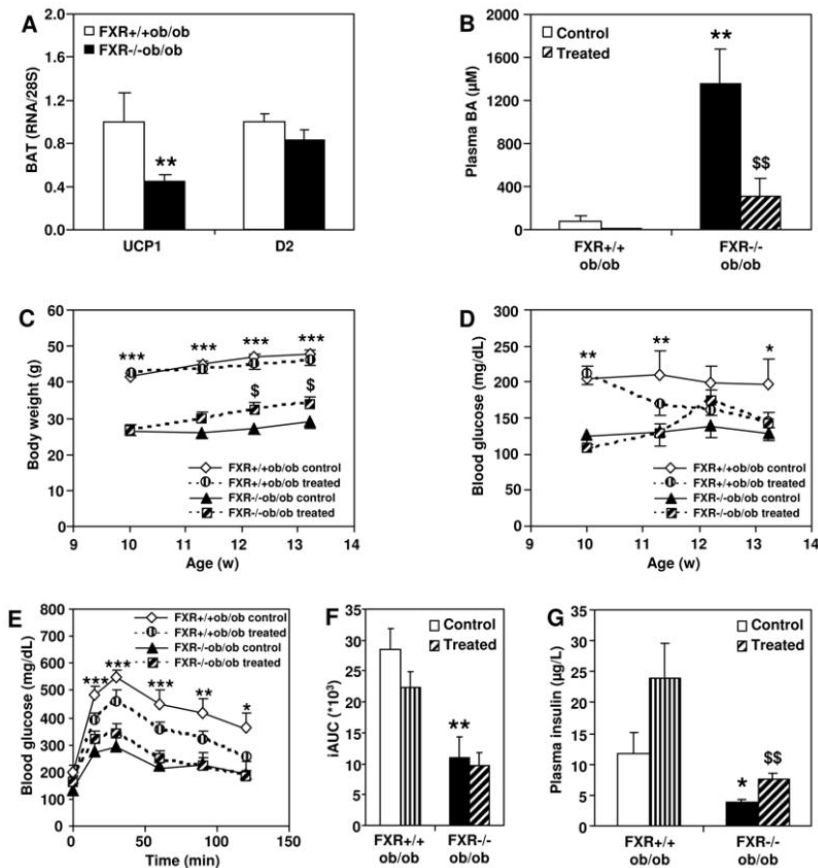 A
FXR+/+ob/ob
FXR-/-ob/ob
BAT (RNA/28S)
1.2
1.0
0.8
0.4
0.0
**
UCP1
D2
B
Control
Treated
Plasma BA (µM)
2000
1600
1200
800
400
0
**
$$
FXR+/+
ob/ob
FXR-/-
ob/ob
C
Body weight (g)
60
50
40
30
20
10
0
*** *** *** ***
$ $
FXR+/+ob/ob control
FXR+/+ob/ob treated
FXR-/-ob/ob control
FXR-/-ob/ob treated
9 10 11 12 13 14
Age (w)
D
Blood glucose (mg/dL)
300
250
200
150
100
50
0
** ** *
FXR+/+ob/ob control
FXR+/+ob/ob treated
FXR-/-ob/ob control
FXR-/-ob/ob treated
9 10 11 12 13 14
Age (w)
E
Blood glucose (mg/dL)
800
700
600
500
400
300
200
100
0
FXR+/+ob/ob control
FXR+/+ob/ob treated
FXR-/-ob/ob control
FXR-/-ob/ob treated
*** *** *** ** *
0 50 100 150
Time (min)
F
Control
Treated
iAUC (*10³)
35
30
25
20
15
10
5
0
**
FXR+/+
ob/ob
FXR-/-
ob/ob
G
Control
Treated
Plasma insulin (µg/L)
35
30
25
20
15
10
5
0
*
$$
FXR+/+
ob/ob
FXR-/-
ob/ob